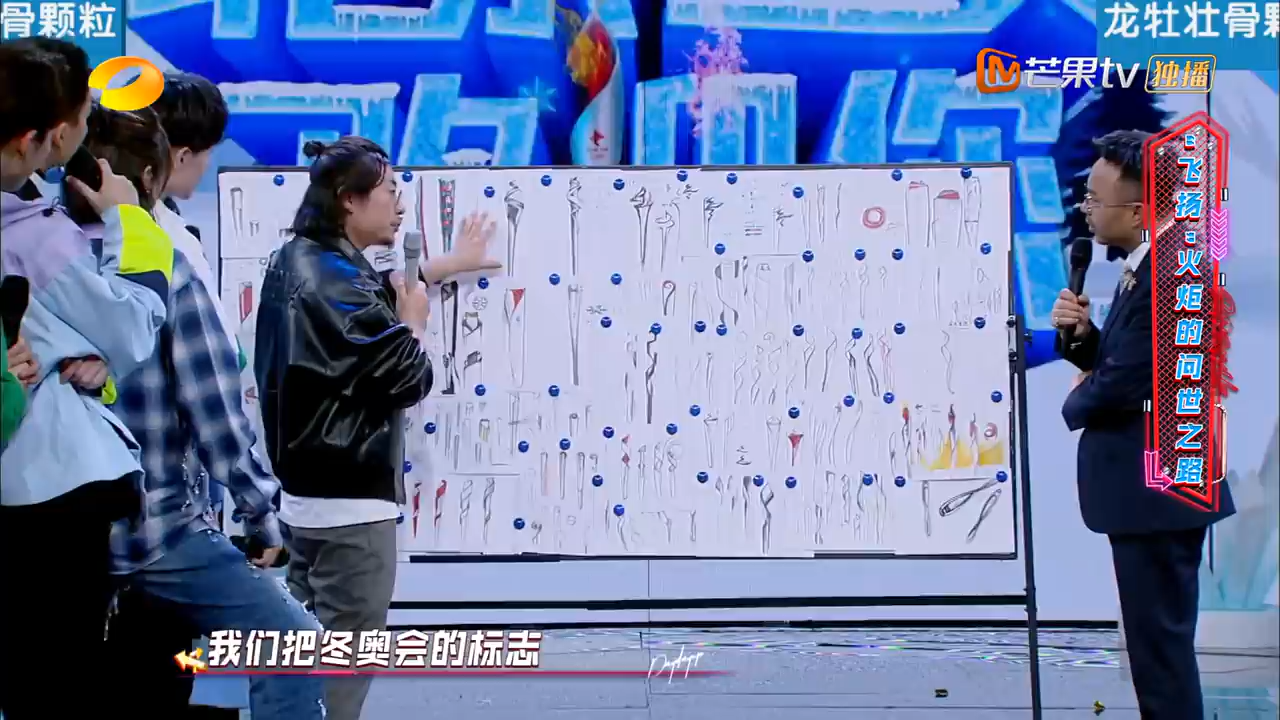 骨颗粒
龙牡壮骨颗
芒果tv
独播
"飞扬"火炬的问世之路
我们把冬奥会的标志